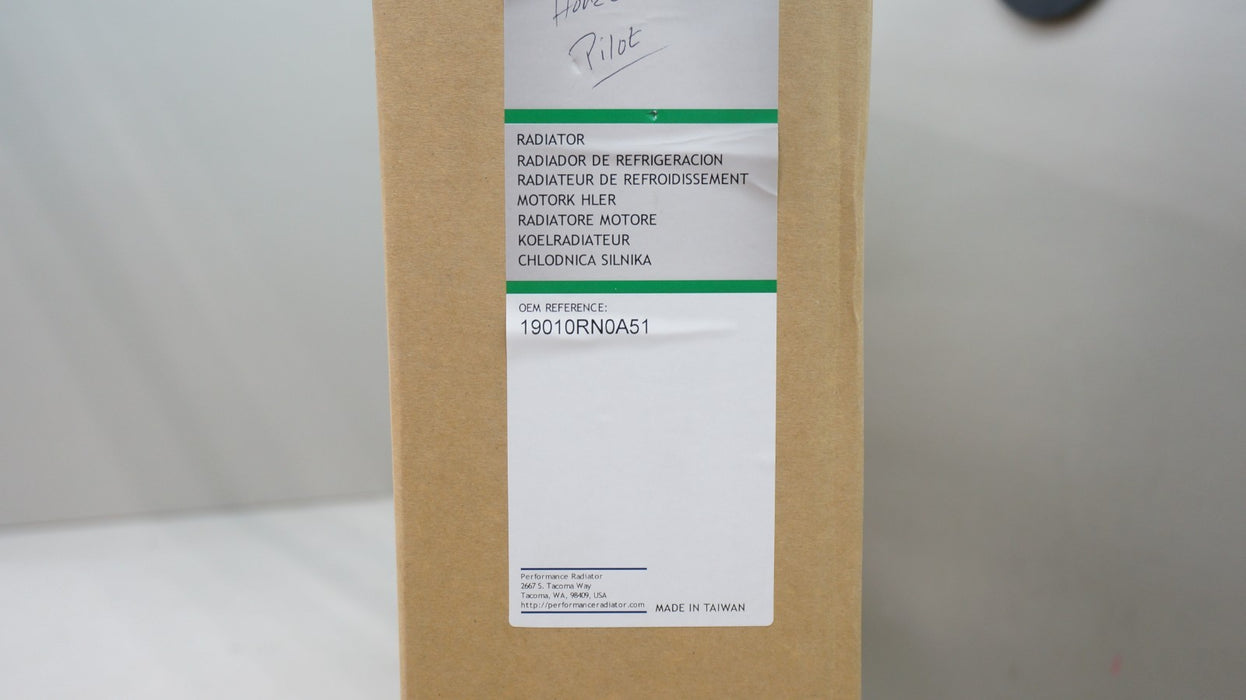 Pilot
RADIATOR
RADIADOR DE REFRIGERACION
RADIATEUR DE REFROIDISSEMENT
MOTORK HLER
RADIATORE MOTORE
KOELRADIATEUR
CHLODNICA SILNIKA
OEM REFERENCE:
19010RN0A51
Performance Radiator
2667 S. Tacoma Way
Tacoma, WA, 98409, USA
http://performanceradiator.com
MADE IN TAIWAN